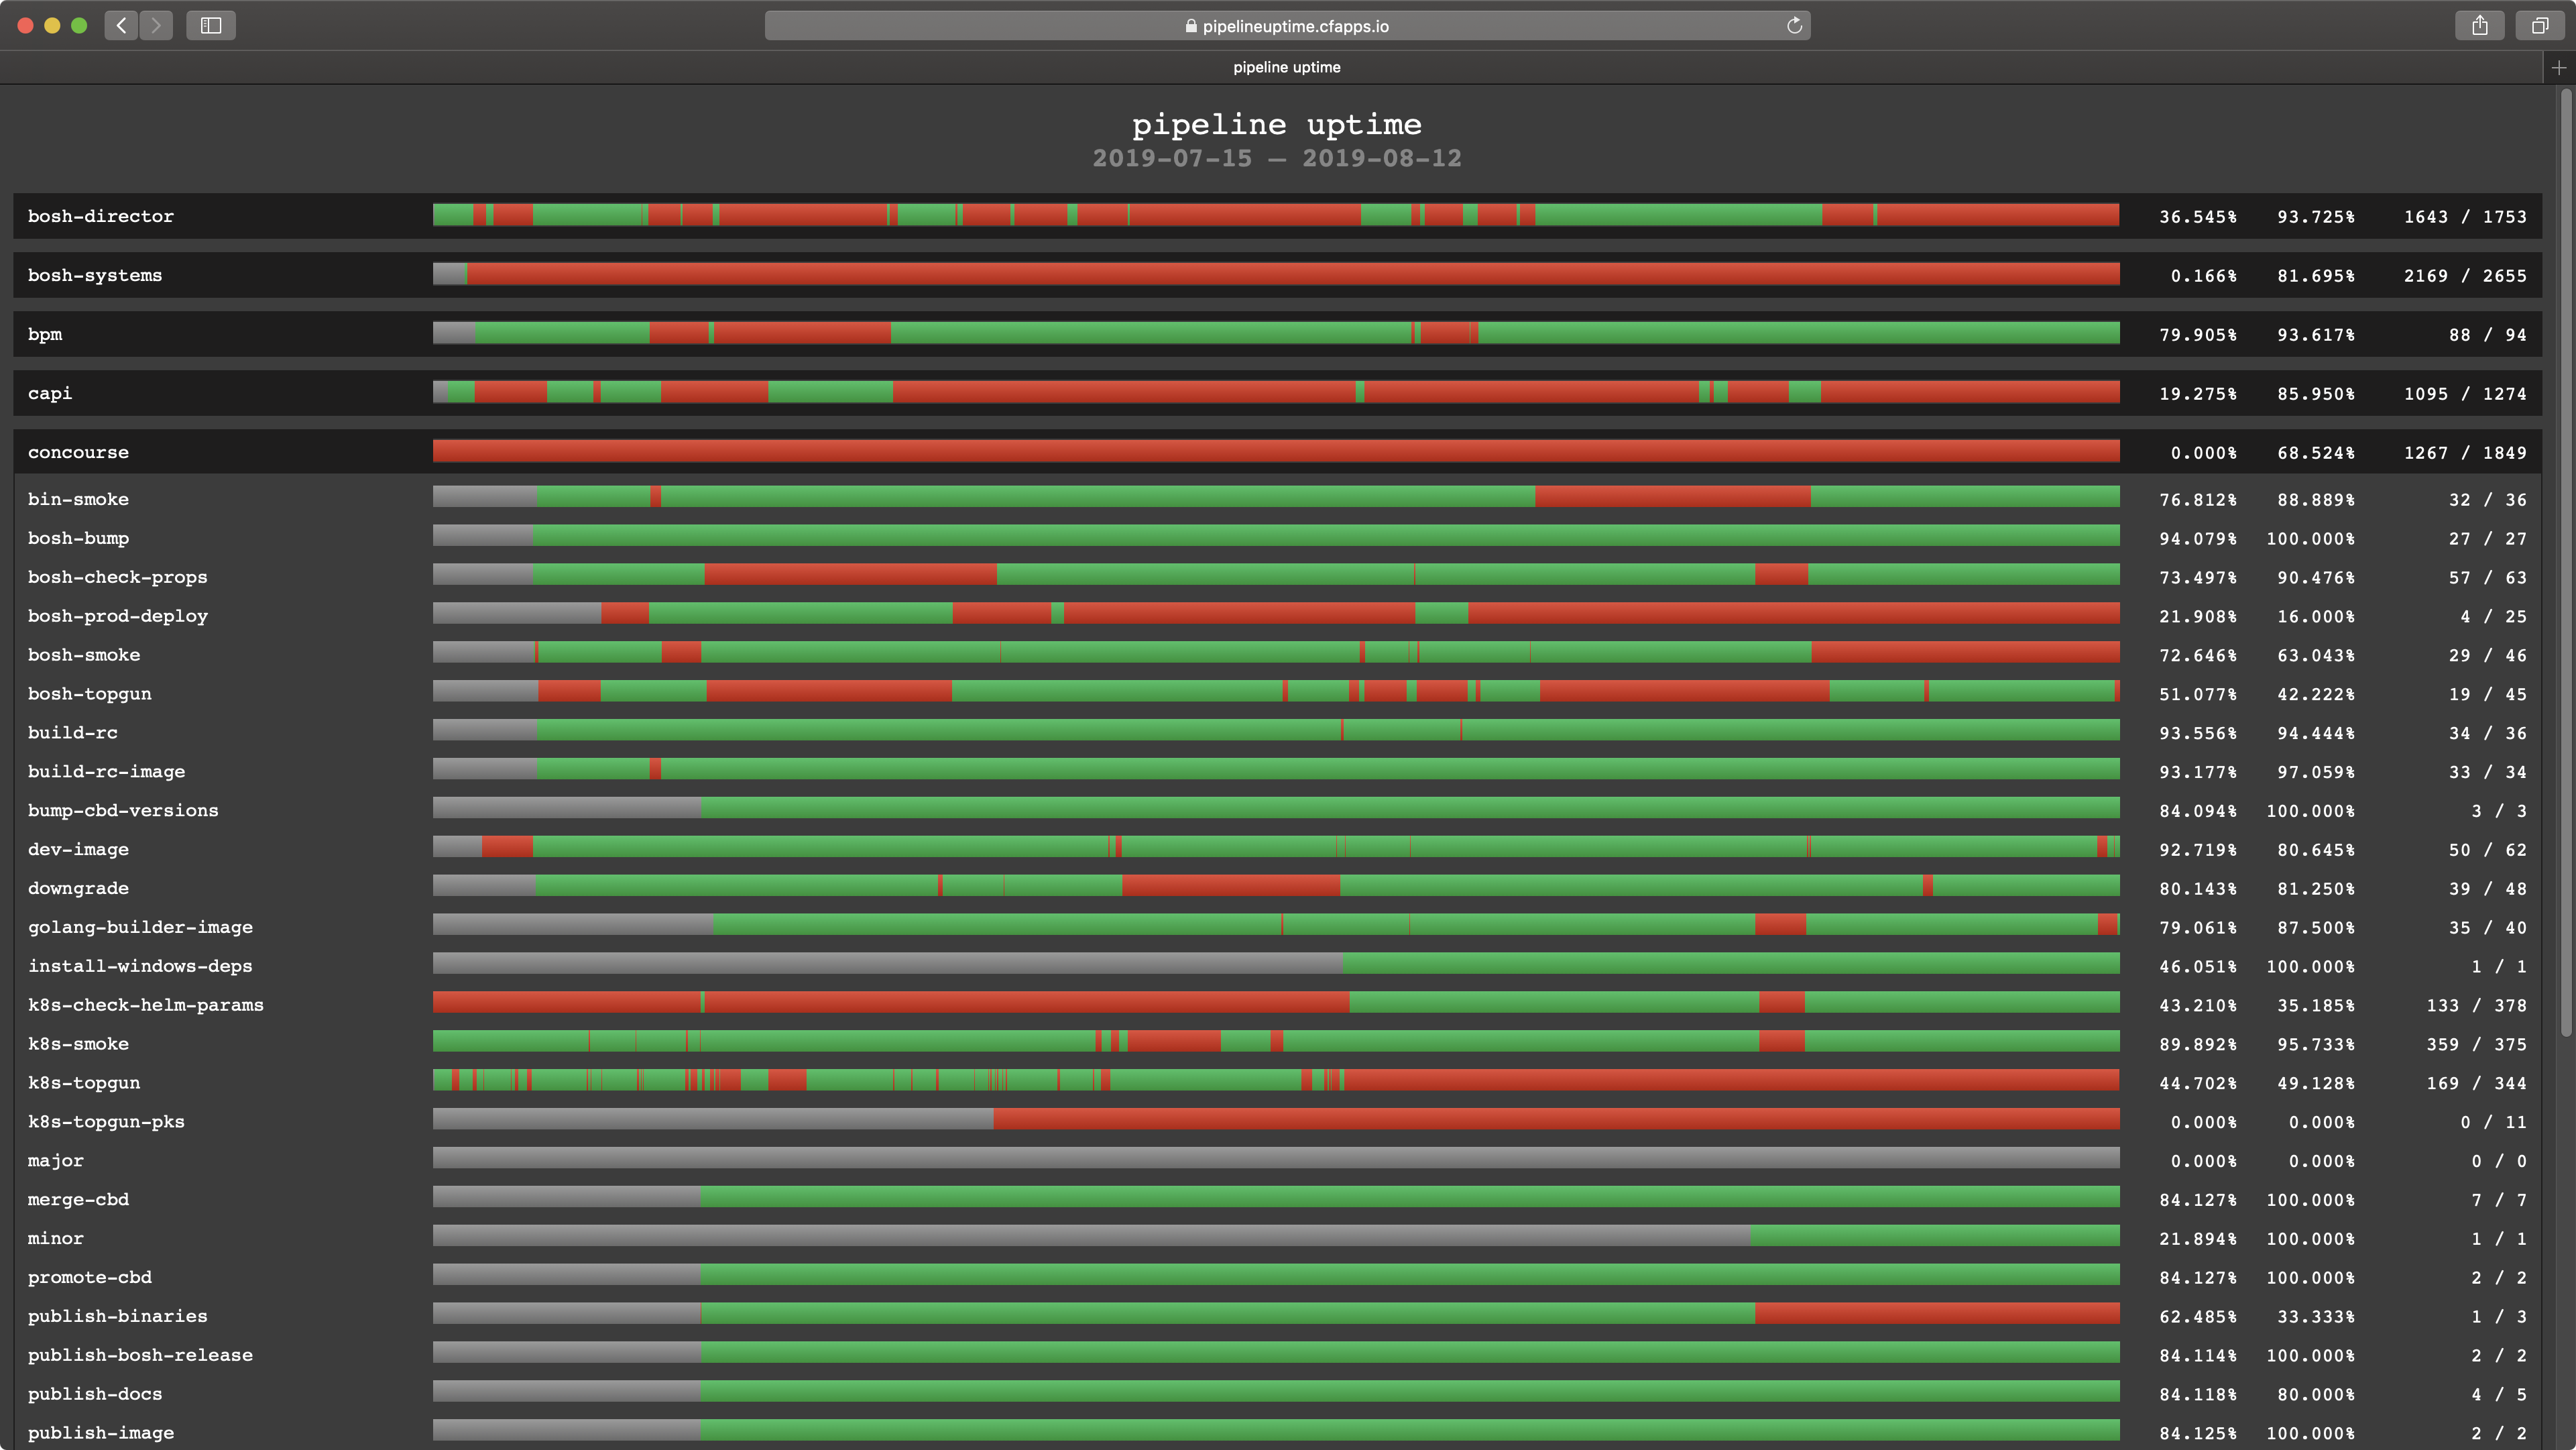 pipelineuptime.cfapps.io
pipeline uptime
pipeline uptime
2019-07-15 — 2019-08-12
bosh-director 36.545% 93.725% 1643 / 1753
bosh-systems 0.166% 81.695% 2169 / 2655
bpm 79.905% 93.617% 88 / 94
capi 19.275% 85.950% 1095 / 1274
concourse 0.000% 68.524% 1267 / 1849
bin-smoke 76.812% 88.889% 32 / 36
bosh-bump 94.079% 100.000% 27 / 27
bosh-check-props 73.497% 90.476% 57 / 63
bosh-prod-deploy 21.908% 16.000% 4 / 25
bosh-smoke 72.646% 63.043% 29 / 46
bosh-topgun 51.077% 42.222% 19 / 45
build-rc 93.556% 94.444% 34 / 36
build-rc-image 93.177% 97.059% 33 / 34
bump-cbd-versions 84.094% 100.000% 3 / 3
dev-image 92.719% 80.645% 50 / 62
downgrade 80.143% 81.250% 39 / 48
golang-builder-image 79.061% 87.500% 35 / 40
install-windows-deps 46.051% 100.000% 1 / 1
k8s-check-helm-params 43.210% 35.185% 133 / 378
k8s-smoke 89.892% 95.733% 359 / 375
k8s-topgun 44.702% 49.128% 169 / 344
k8s-topgun-pks 0.000% 0.000% 0 / 11
major 0.000% 0.000% 0 / 0
merge-cbd 84.127% 100.000% 7 / 7
minor 21.894% 100.000% 1 / 1
promote-cbd 84.127% 100.000% 2 / 2
publish-binaries 62.485% 33.333% 1 / 3
publish-bosh-release 84.114% 100.000% 2 / 2
publish-docs 84.118% 80.000% 4 / 5
publish-image 84.125% 100.000% 2 / 2